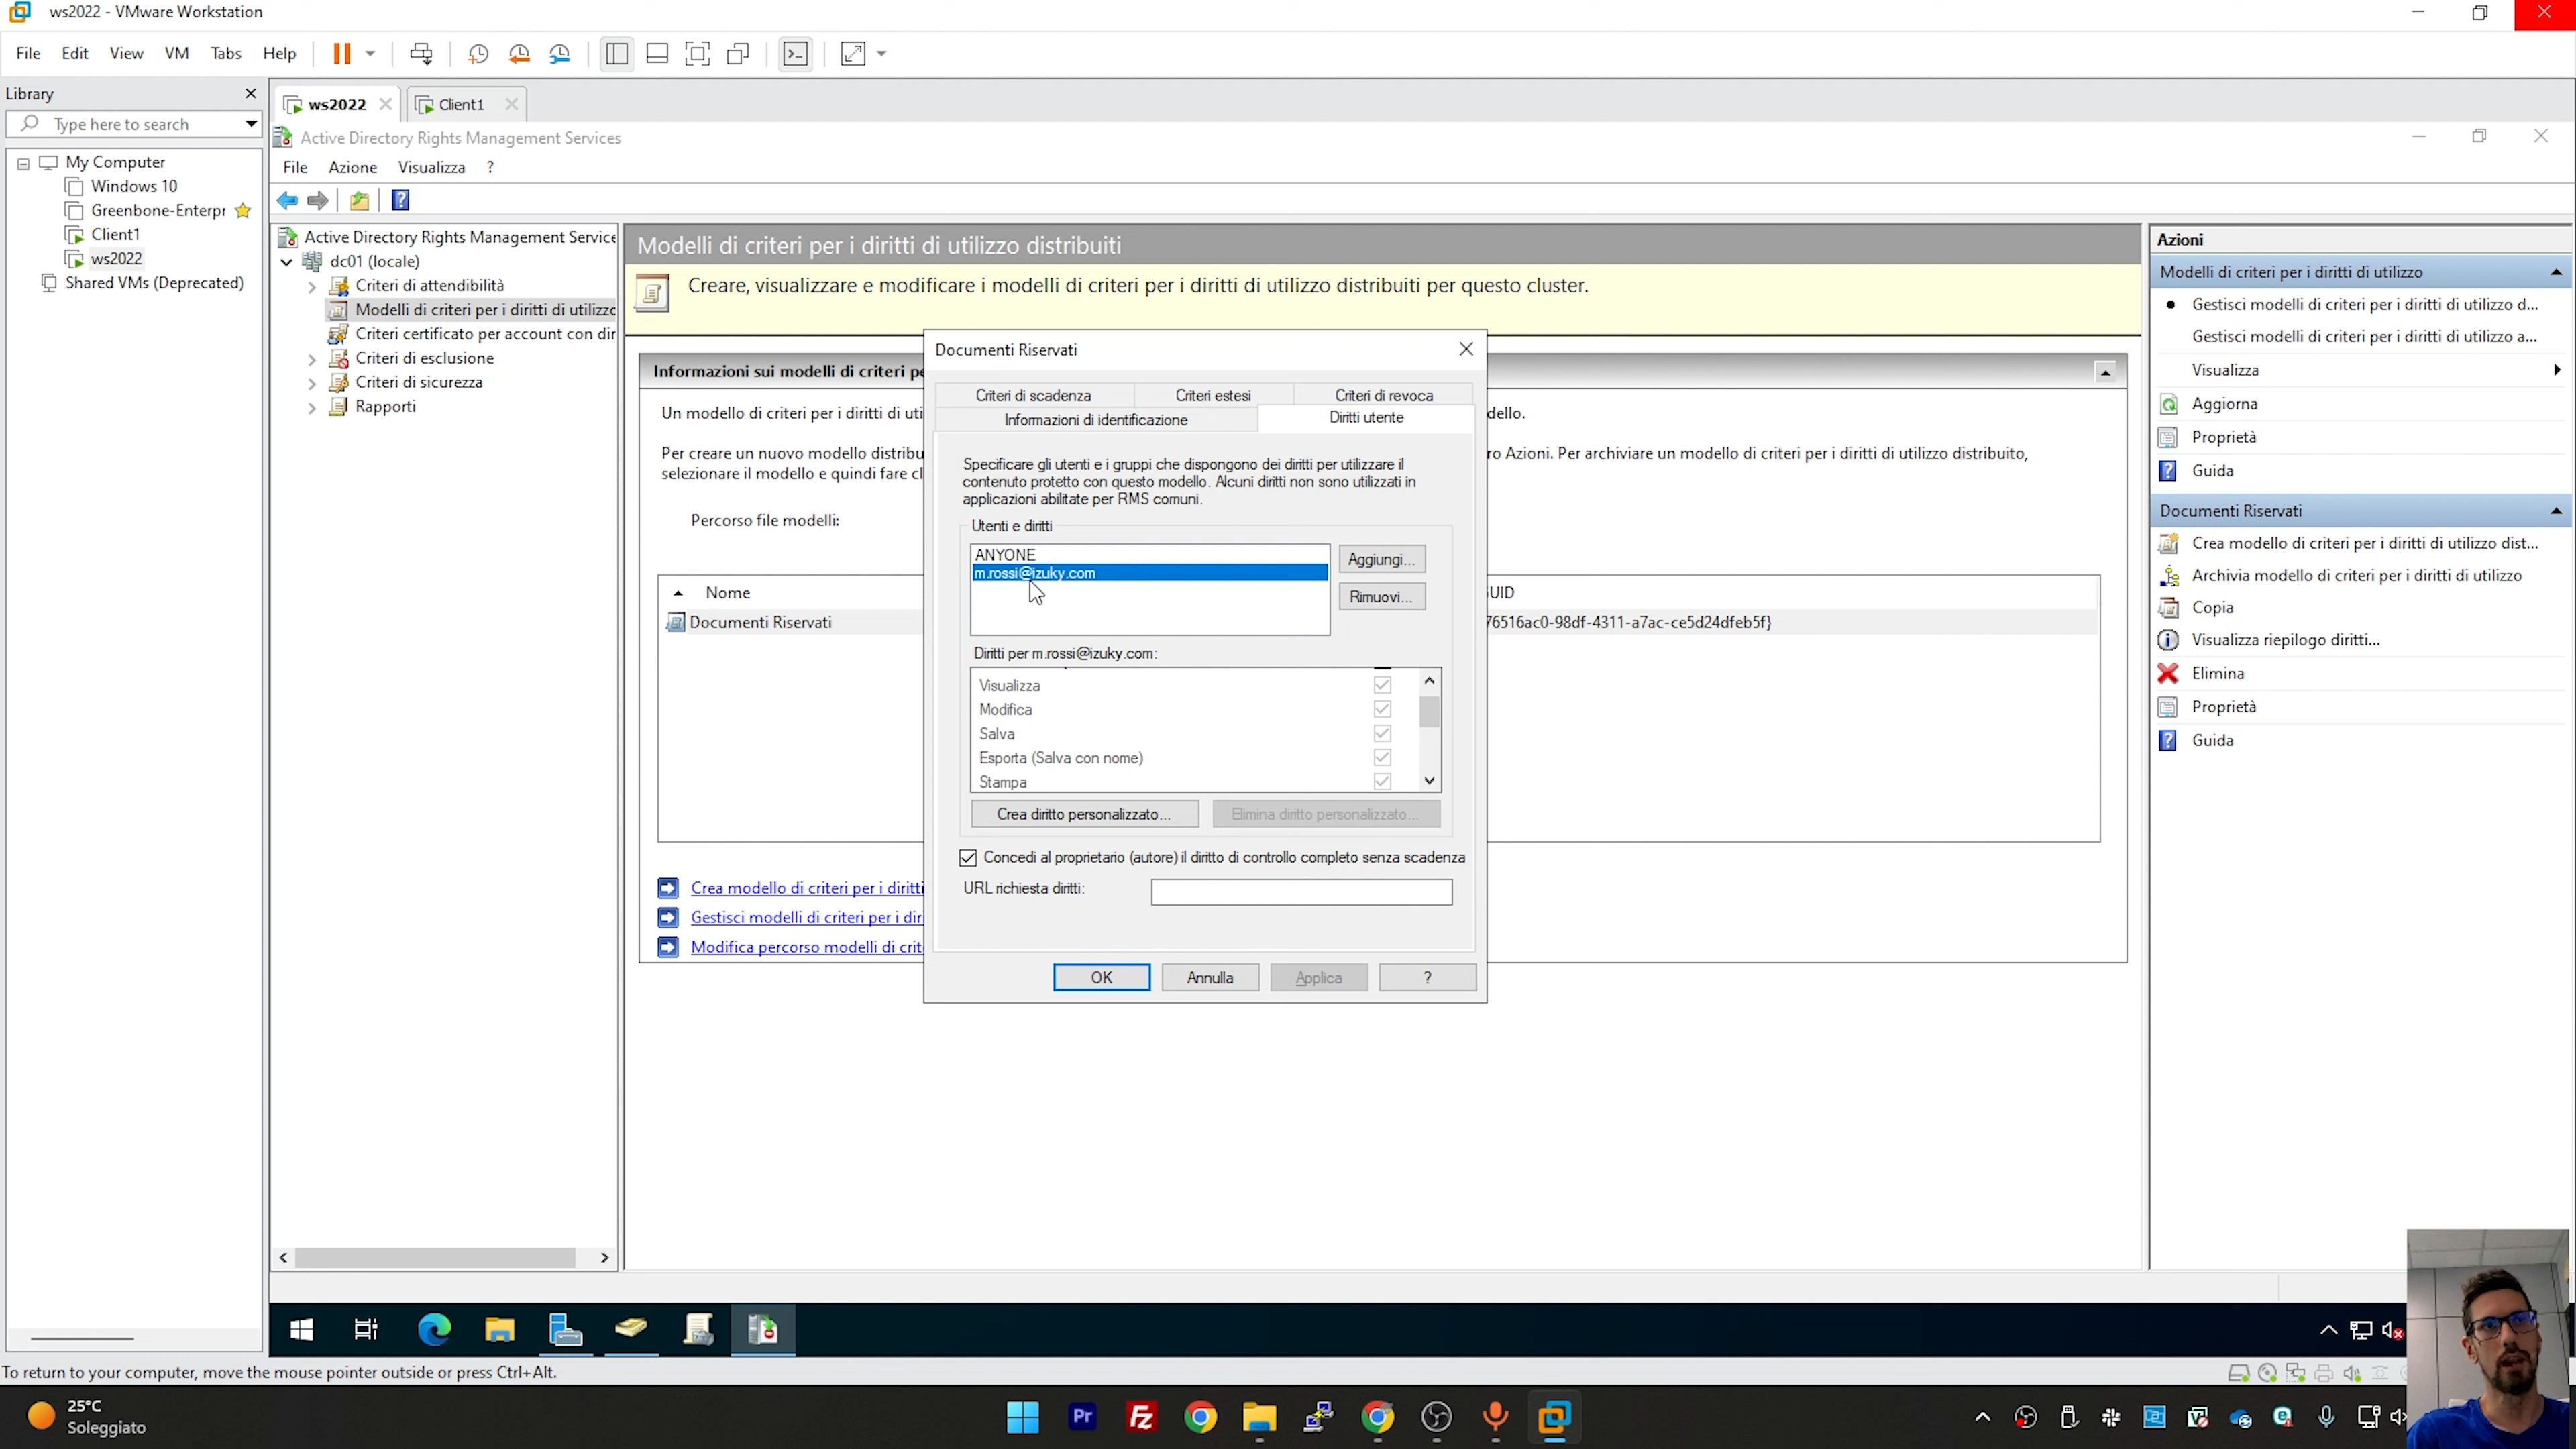 ws2022 - VMware Workstation
File Edit View VM Tabs Help
Library
Type here to search
My Computer
Windows 10
Greenbone-Enterpr
Client1
ws2022
Shared VMs (Deprecated)
ws2022 Client1
Active Directory Rights Management Services
File Azione Visualizza ?
Active Directory Rights Management Service
dc01 (locale)
Criteri di attendibilità
Modelli di criteri per i diritti di utilizzo
Criteri certificato per account con dir
Criteri di esclusione
Criteri di sicurezza
Rapporti
Modelli di criteri per i diritti di utilizzo distribuiti
Creare, visualizzare e modificare i modelli di criteri per i diritti di utilizzo distribuiti per questo cluster.
Informazioni sui modelli di criteri pe
Un modello di criteri per i diritti di uti
dello.
Per creare un nuovo modello distribu
ro Azioni. Per archiviare un modello di criteri per i diritti di utilizzo distribuito,
selezionare il modello e quindi fare cl
Percorso file modelli:
Nome
UID
Documenti Riservati
76516ac0-98df-4311-a7ac-ce5d24dfeb5f}
Crea modello di criteri per i diritti
Gestisci modelli di criteri per i dir
Modifica percorso modelli di crit
Documenti Riservati
Criteri di scadenza Criteri estesi Criteri di revoca
Informazioni di identificazione Diritti utente
Specificare gli utenti e i gruppi che dispongono dei diritti per utilizzare il
contenuto protetto con questo modello. Alcuni diritti non sono utilizzati in
applicazioni abilitate per RMS comuni.
Utenti e diritti
ANYONE
m.rossi@izuky.com
Aggiungi...
Rimuovi...
Diritti per m.rossi@izuky.com:
Visualizza
Modifica
Salva
Esporta (Salva con nome)
Stampa
Crea diritto personalizzato... Elimina diritto personalizzato...
Concedi al proprietario (autore) il diritto di controllo completo senza scadenza
URL richiesta diritti:
OK Annulla Applica ?
Azioni
Modelli di criteri per i diritti di utilizzo
Gestisci modelli di criteri per i diritti di utilizzo d...
Gestisci modelli di criteri per i diritti di utilizzo a...
Visualizza
Aggiorna
Proprietà
Guida
Documenti Riservati
Crea modello di criteri per i diritti di utilizzo dist...
Archivia modello di criteri per i diritti di utilizzo
Copia
Visualizza riepilogo diritti...
Elimina
Proprietà
Guida
To return to your computer, move the mouse pointer outside or press Ctrl+Alt.
25°C
Soleggiato
Pr
Fz